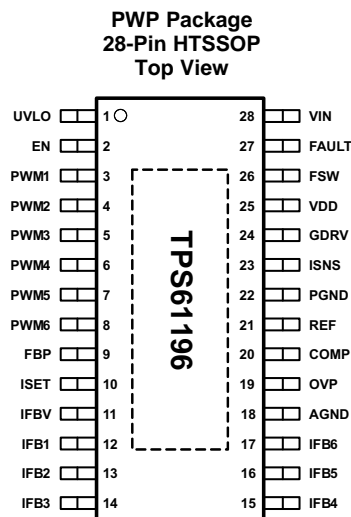 PWP Package
28-Pin HTSSOP
Top View
UVLO 1 28 VIN
EN 2 27 FAULT
PWM1 3 26 FSW
PWM2 4 25 VDD
PWM3 5 24 GDRV
PWM4 6 23 ISNS
PWM5 7 22 PGND
PWM6 8 21 REF
FBP 9 20 COMP
ISET 10 19 OVP
IFBV 11 18 AGND
IFB1 12 17 IFB6
IFB2 13 16 IFB5
IFB3 14 15 IFB4
TPS61196